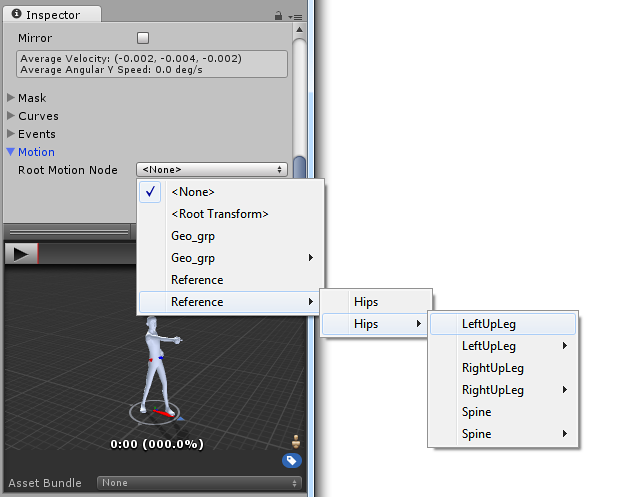 Inspector
Mirror
Average Velocity: (-0.002, -0.004, -0.002)
Average Angular Y Speed: 0.0 deg/s
Mask
Curves
Events
Motion
Root Motion Node <None>
<None>
<Root Transform>
Geo_grp
Geo_grp
Reference
Reference
Hips
Hips
LeftUpLeg
LeftUpLeg
RightUpLeg
RightUpLeg
Spine
Spine
0:00 (000.0%)
Asset Bundle None